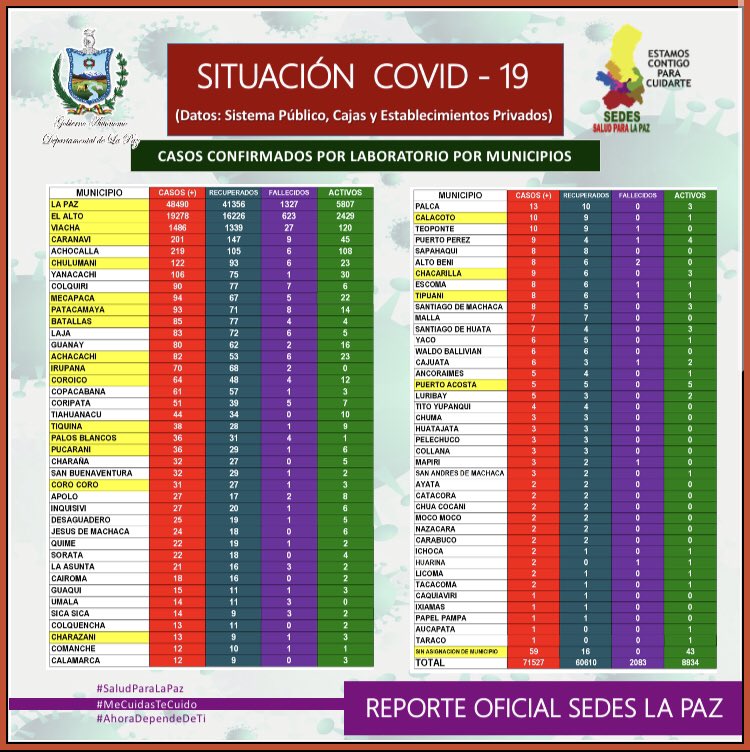 Gobierno Autónomo
Departamental de La Paz
SITUACIÓN COVID - 19
(Datos: Sistema Público, Cajas y Establecimientos Privados)
ESTAMOS
CONTIGO
PARA
CUIDARTE
SEDES
SALUD PARA LA PAZ
CASOS CONFIRMADOS POR LABORATORIO POR MUNICIPIOS
MUNICIPIO CASOS (+) RECUPERADOS FALLECIDOS ACTIVOS
LA PAZ 48490 41356 1327 5807
EL ALTO 19278 16226 623 2429
VIACHA 1486 1339 27 120
CARANAVI 201 147 9 45
ACHOCALLA 219 105 6 108
CHULUMANI 122 93 6 23
YANACACHI 106 75 1 30
COLQUIRI 90 77 7 6
MECAPACA 94 67 5 22
PATACAMAYA 93 71 8 14
BATALLAS 85 77 4 4
LAJA 83 72 6 5
GUANAY 80 62 2 16
ACHACACHI 82 53 6 23
IRUPANA 70 68 2 0
COROICO 64 48 4 12
COPACABANA 61 57 1 3
CORIPATA 51 39 5 7
TIAHUANACU 44 34 0 10
TIQUINA 38 28 1 9
PALOS BLANCOS 36 31 4 1
PUCARANI 36 29 1 6
CHARAÑA 32 27 0 5
SAN BUENAVENTURA 32 29 1 2
CORO CORO 31 27 1 3
APOLO 27 17 2 8
INQUISIVI 27 20 1 6
DESAGUADERO 25 19 1 5
JESUS DE MACHACA 24 18 0 6
QUIME 22 19 1 2
SORATA 22 18 0 4
LA ASUNTA 21 16 3 2
CAIROMA 18 16 0 2
GUAQUI 15 11 1 3
UMALA 14 11 3 0
SICA SICA 14 9 3 2
COLQUENCHA 13 11 0 2
CHARAZANI 13 9 1 3
COMANCHE 12 10 1 1
CALAMARCA 12 9 0 3
MUNICIPIO CASOS (+) RECUPERADOS FALLECIDOS ACTIVOS
PALCA 13 10 0 3
CALACOTO 10 9 0 1
TEOPONTE 10 9 1 0
PUERTO PEREZ 9 4 1 4
SAPAHAQUI 8 8 0 0
ALTO BENI 8 6 2 0
CHACARILLA 9 6 0 3
ESCOMA 8 6 1 1
TIPUANI 8 6 1 1
SANTIAGO DE MACHACA 8 5 0 3
MALLA 7 7 0 0
SANTIAGO DE HUATA 7 4 0 3
YACO 6 5 0 1
WALDO BALLIVIAN 6 6 0 0
CAJUATA 6 3 1 2
ANCORAIMES 5 4 0 1
PUERTO ACOSTA 5 5 0 5
LURIBAY 5 3 0 2
TITO YUPANQUI 4 4 0 0
CHUMA 3 3 0 0
HUATAJATA 3 3 0 0
PELECHUCO 3 3 0 0
COLLANA 3 3 0 0
MAPIRI 3 2 1 0
SAN ANDRES DE MACHACA 3 2 0 1
AYATA 2 2 0 0
CATACORA 2 2 0 0
CHUA COCANI 2 2 0 0
MOCO MOCO 2 2 0 0
NAZACARA 2 2 0 0
CARABUCO 2 2 0 0
ICHOCA 2 1 0 1
HUARINA 2 0 1 1
LICOMA 2 1 0 1
TACACOMA 2 1 0 1
CAQUIAVIRI 1 1 0 0
IXIAMAS 1 1 0 0
PAPEL PAMPA 1 1 0 0
AUCAPATA 1 0 0 1
TARACO 1 0 0 1
SIN ASIGNACION DE MUNICIPIO 59 16 0 43
TOTAL 71527 60610 2083 8834
#SaludParaLaPaz
#MeCuidasTeCuido
#AhoraDependeDeTi
REPORTE OFICIAL SEDES LA PAZ